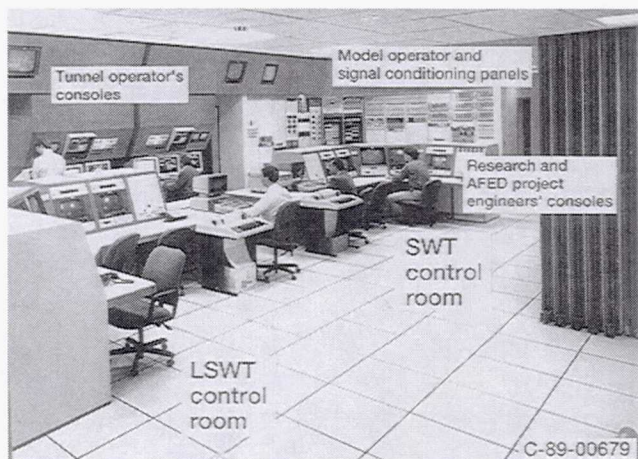 Tunnel operator's
consoles
Model operator and
signal conditioning panels
Research and
AFED project
engineers' consoles
SWT
control
room
LSWT
control
room
C-89-00679